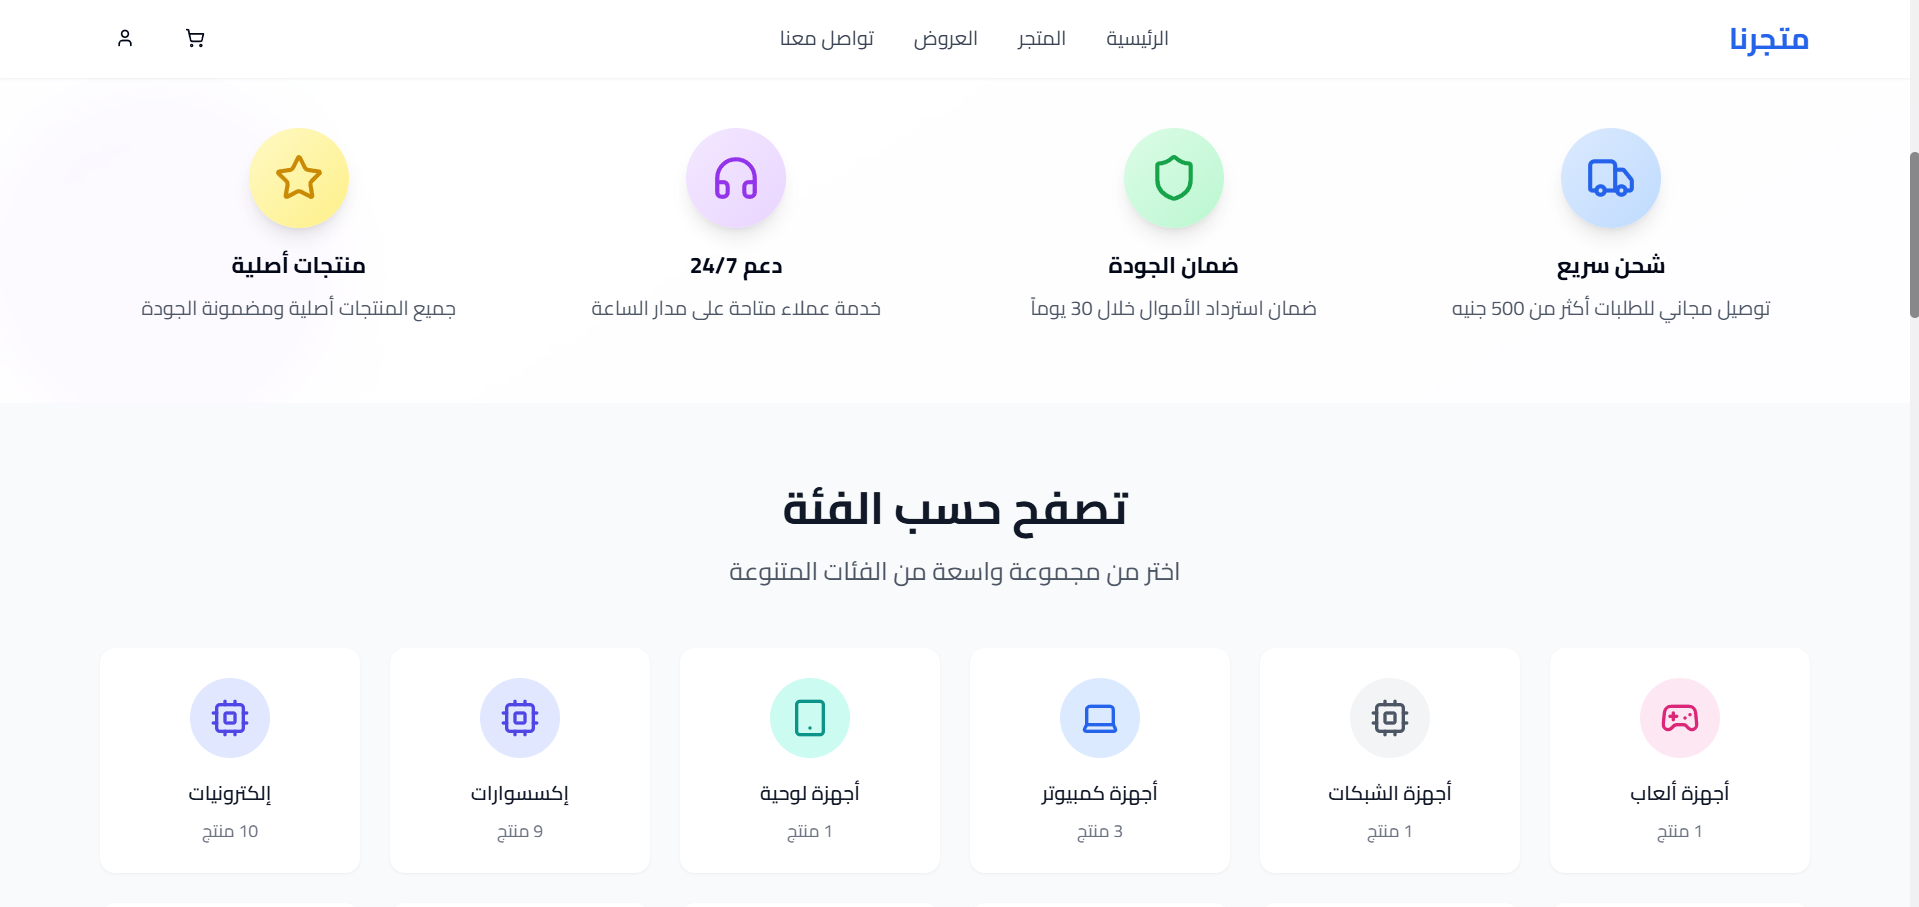 متجرنا
الرئيسية
المتجر
العروض
تواصل معنا
شحن سريع
توصيل مجاني للطلبات أكثر من 500 جنيه
ضمان الجودة
ضمان استرداد الأموال خلال 30 يوماً
دعم 24/7
خدمة عملاء متاحة على مدار الساعة
منتجات أصلية
جميع المنتجات أصلية ومضمونة الجودة
تصفح حسب الفئة
اختر من مجموعة واسعة من الفئات المتنوعة
أجهزة ألعاب
1 منتج
أجهزة الشبكات
1 منتج
أجهزة كمبيوتر
3 منتج
أجهزة لوحية
1 منتج
إكسسوارات
9 منتج
إلكترونيات
10 منتج